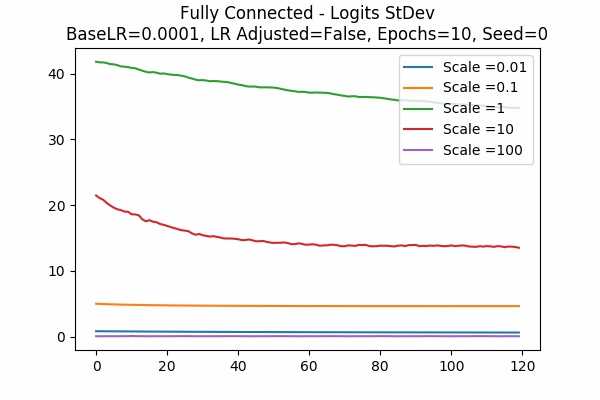 Fully Connected - Logits StDev
BaseLR=0.0001, LR Adjusted=False, Epochs=10, Seed=0
40
30
20
10
0
Scale =0.01
Scale =0.1
Scale =1
Scale =10
Scale =100
0 20 40 60 80 100 120